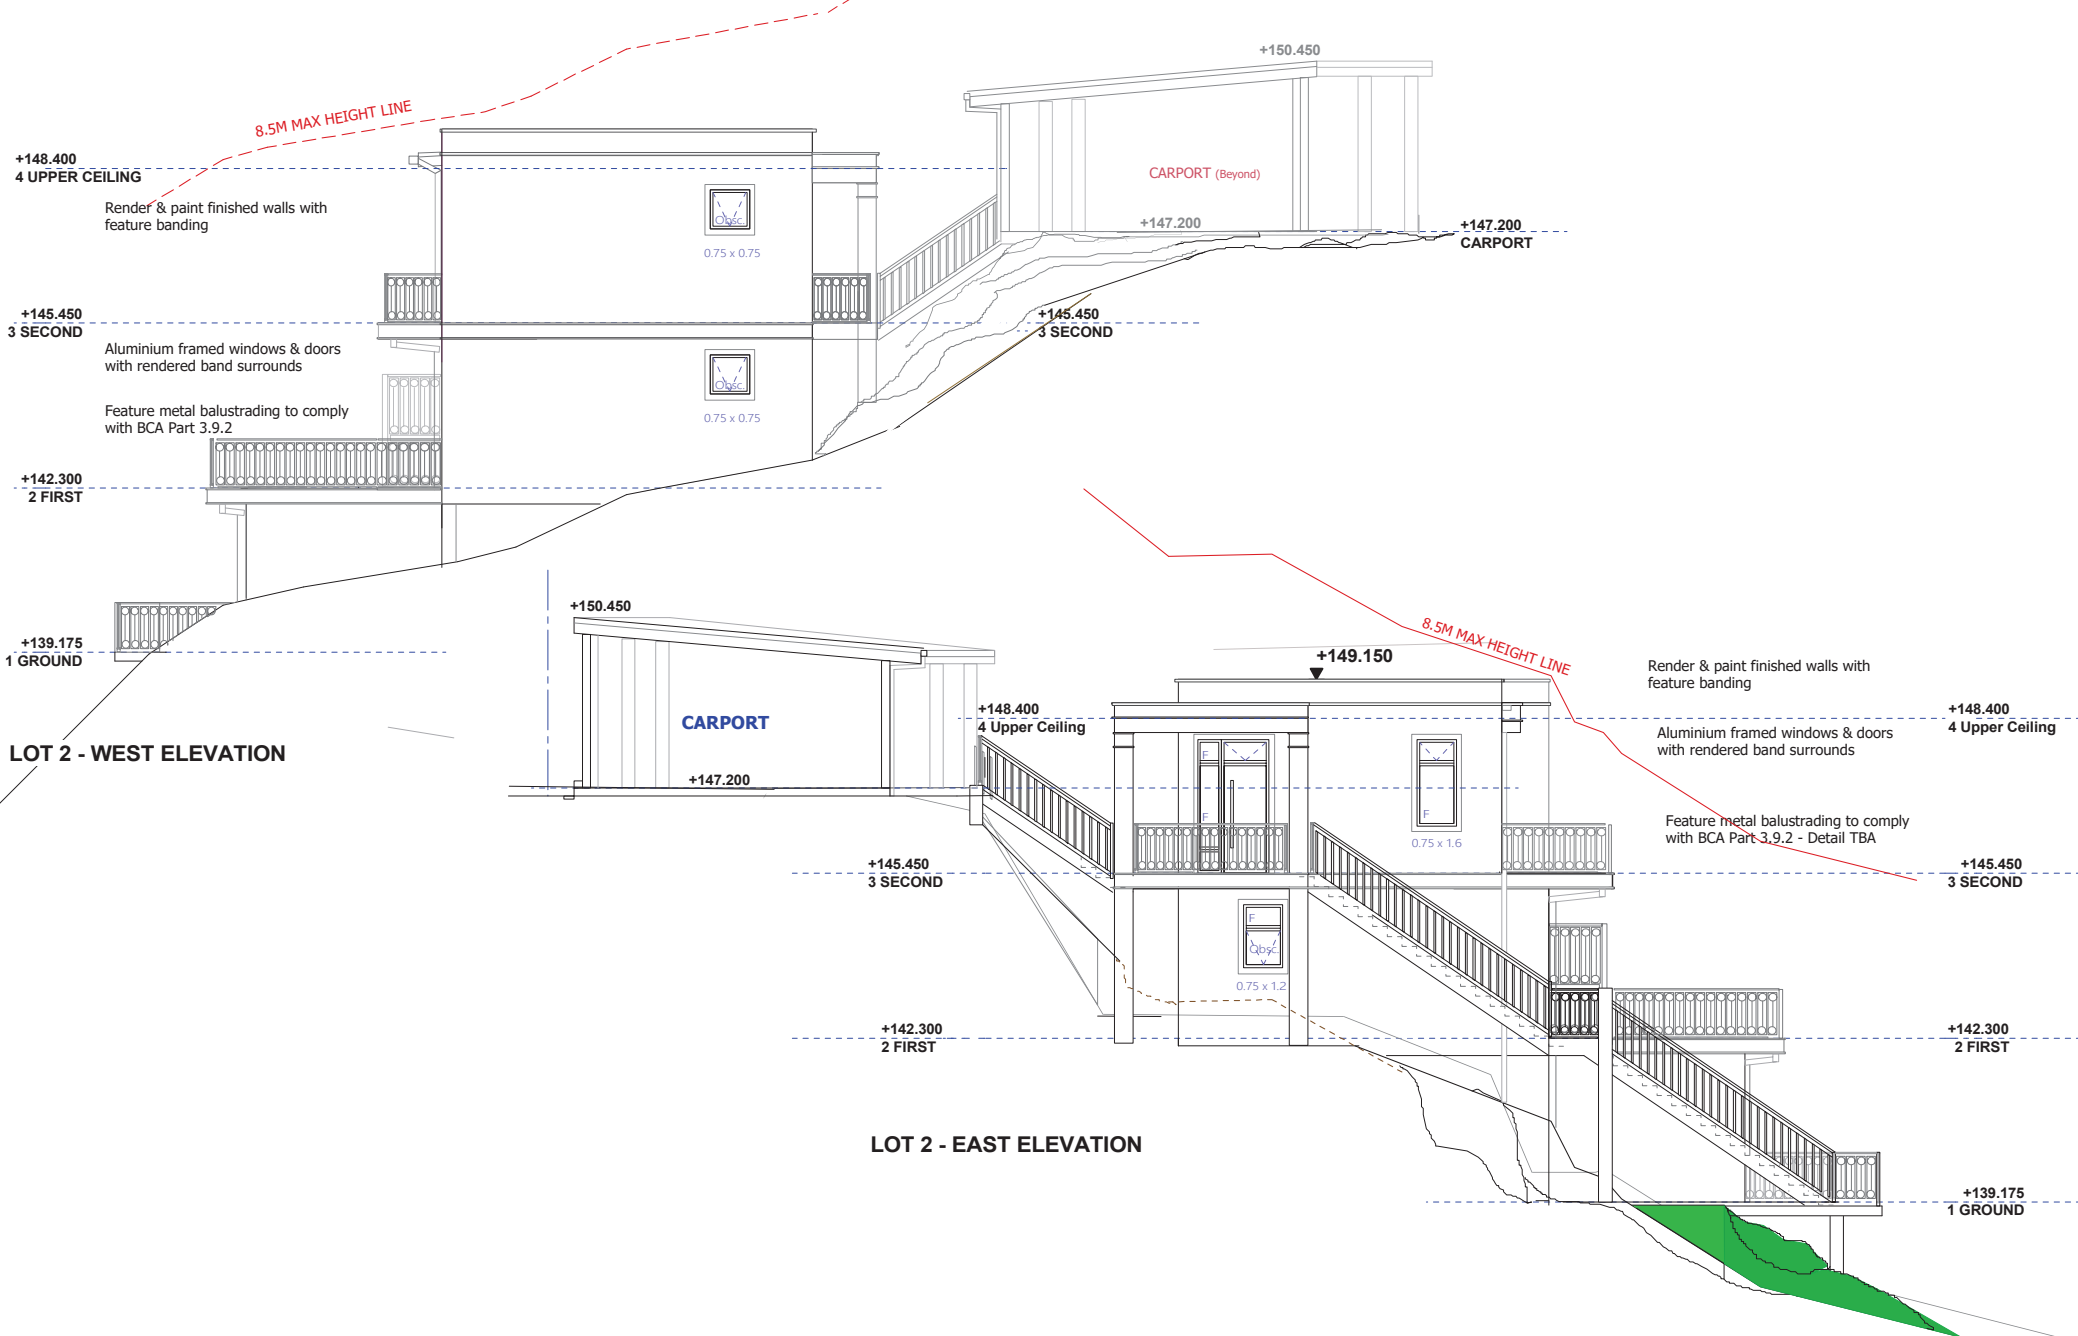 +150.450
8.5M MAX HEIGHT LINE
+148.400
4 UPPER CEILING
CARPORT (Beyond)
Render & paint finished walls with
feature banding
Obsc.
0.75 x 0.75
+147.200
+147.200
CARPORT
+145.450
3 SECOND
+145.450
3 SECOND
Aluminium framed windows & doors
with rendered band surrounds
Obsc.
0.75 x 0.75
Feature metal balustrading to comply
with BCA Part 3.9.2
+142.300
2 FIRST
+139.175
1 GROUND
LOT 2 - WEST ELEVATION
+150.450
8.5M MAX HEIGHT LINE
+149.150
Render & paint finished walls with
feature banding
CARPORT
+148.400
4 Upper Ceiling
+148.400
4 Upper Ceiling
Aluminium framed windows & doors
with rendered band surrounds
F
+147.200
F
F
0.75 x 1.6
Feature metal balustrading to comply
with BCA Part 3.9.2 - Detail TBA
+145.450
3 SECOND
+145.450
3 SECOND
F
Obsc.
0.75 x 1.2
+142.300
2 FIRST
+142.300
2 FIRST
LOT 2 - EAST ELEVATION
+139.175
1 GROUND